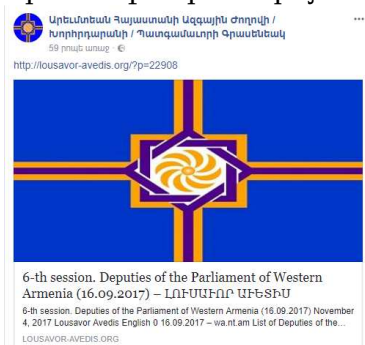 Արեւմտեան Հայաստանի Ազգային Ժողովի /
Խորհրդարանի / Պատգամաւորի Գրասենեակ
59 րոպե առաջ ·
http://lousavor-avedis.org/?p=22908
6-th session. Deputies of the Parliament of Western
Armenia (16.09.2017) – ԼՈՒՍԱՒՈՐ ԱՒԵՏԻՍ
6-th session. Deputies of the Parliament of Western Armenia (16.09.2017) November
4, 2017 Lousavor Avedis English 0 16.09.2017 – wa.nt.am List of Deputies of the...
LOUSAVOR-AVEDIS.ORG